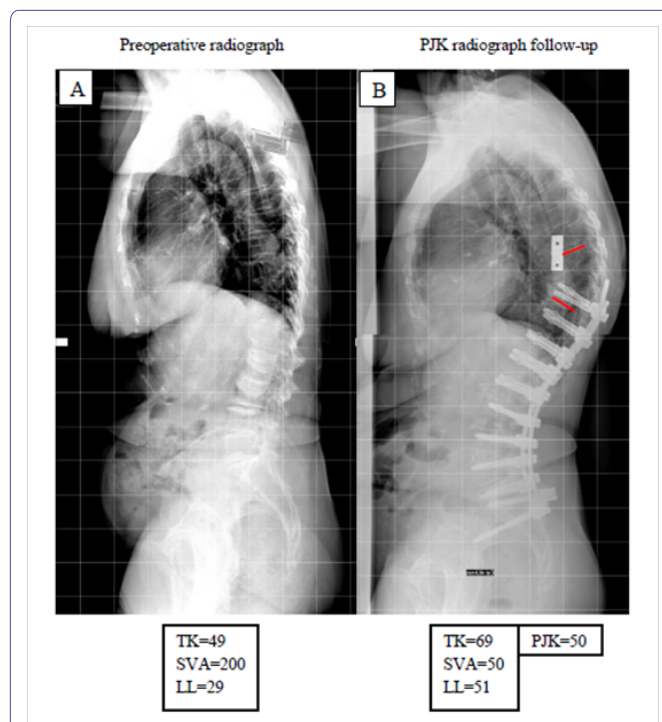 Preoperative radiograph
PJK radiograph follow-up
A
B
TK=49
SVA=200
LL=29
TK=69
SVA=50
LL=51
PJK=50